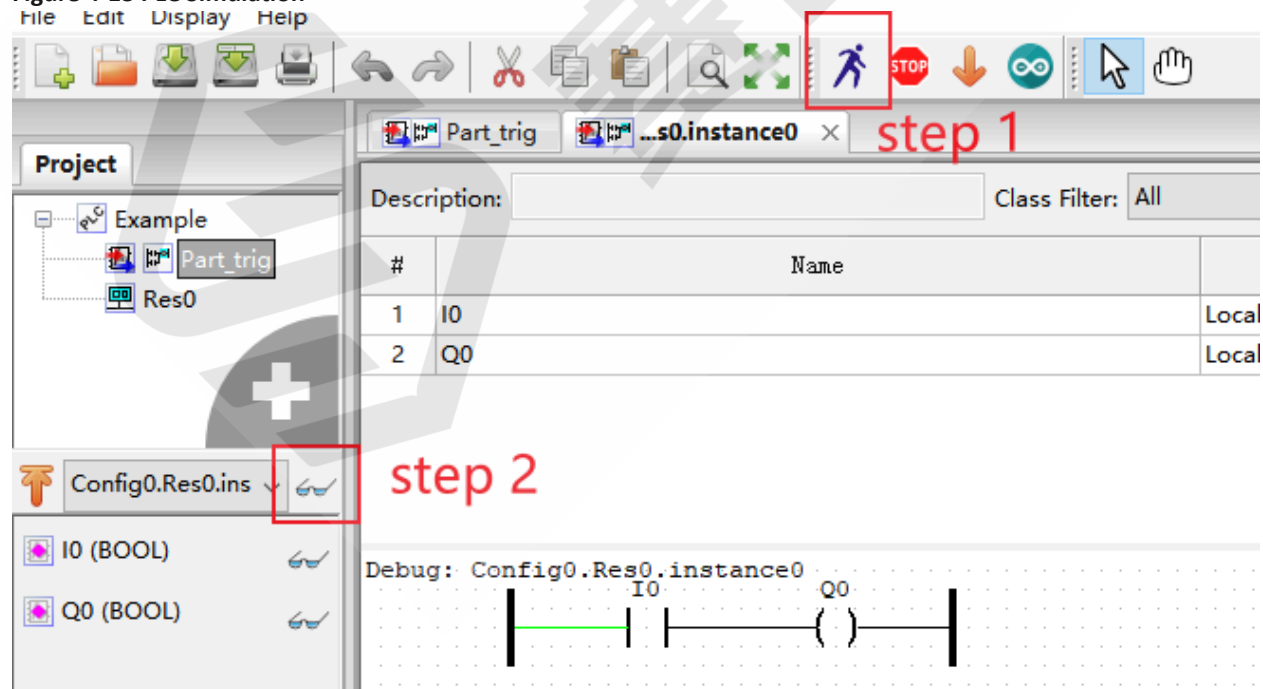 File Edit Display Help
STOP
step 1
Part_trig
...s0.instance0
Project
Description:
Class Filter: All
Example
Part_trig
Res0
# Name
1 I0 Local
2 Q0 Local
step 2
Config0.Res0.ins
I0 (BOOL)
Q0 (BOOL)
Debug: Config0.Res0.instance0
I0 Q0